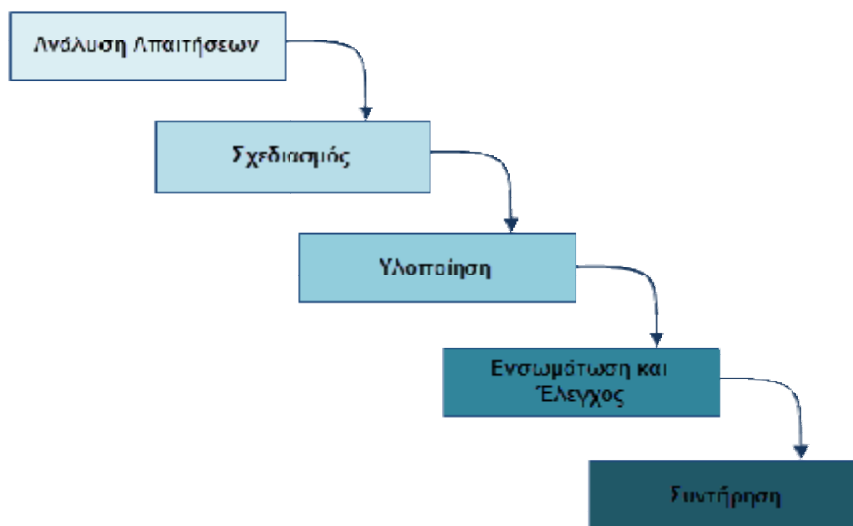 Ανάλυση Απαιτήσεων
Σχεδιασμός
Υλοποίηση
Ενσωμάτωση και
Έλεγχος
Συντήρηση